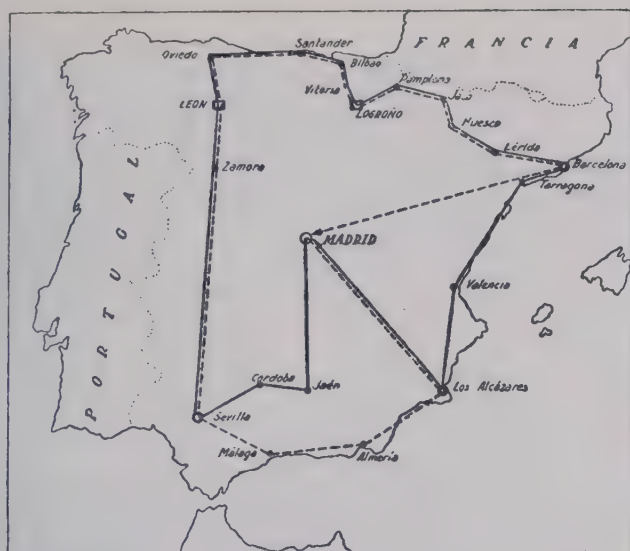 FRANCIA
Santander
Oviedo
Bilbao
Pamplona
Vitoria
Jaca
LEON
LOGROÑO
Huesca
Lérida
Barcelona
Zamora
Tarragona
PORTUGAL
MADRID
Valencia
Córdoba
Jaén
Los Alcázares
Sevilla
Málaga
Almería